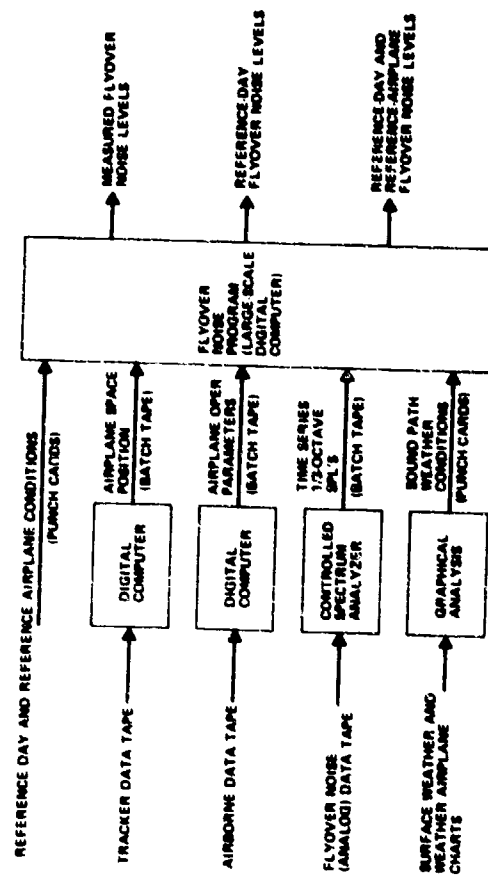 REFERENCE DAY AND REFERENCE AIRPLANE CONDITIONS
(PUNCH CARDS)
TRACKER DATA TAPE
DIGITAL
COMPUTER
AIRPLANE SPACE
POSITION
(BATCH TAPE)
AIRBORNE DATA TAPE
DIGITAL
COMPUTER
AIRPLANE OPER
PARAMETERS
(BATCH TAPE)
FLYOVER NOISE
(ANALOG) DATA TAPE
CONTROLLED
SPECTRUM
ANALYZER
TIME SERIES
1/3-OCTAVE
SPL'S
(BATCH TAPE)
SURFACE WEATHER AND
WEATHER AIRPLANE
CHARTS
GRAPHICAL
ANALYSIS
SOUND PATH
WEATHER
CONDITIONS
(PUNCH CARDS)
FLYOVER
NOISE
PROGRAM
(LARGE-SCALE
DIGITAL
COMPUTER)
MEASURED FLYOVER
NOISE LEVELS
REFERENCE-DAY
FLYOVER NOISE LEVELS
REFERENCE-DAY AND
REFERENCE-AIRPLANE
FLYOVER NOISE LEVELS